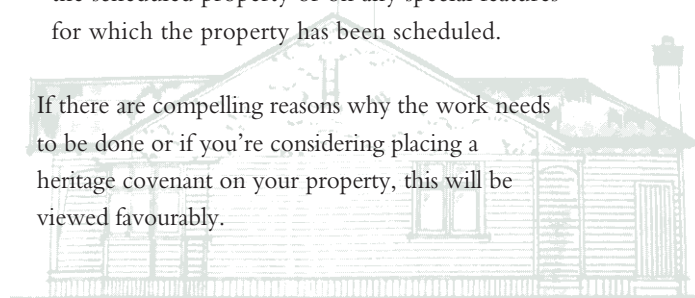 the scheduled property or on any special features
for which the property has been scheduled.
If there are compelling reasons why the work needs
to be done or if you’re considering placing a
heritage covenant on your property, this will be
viewed favourably.